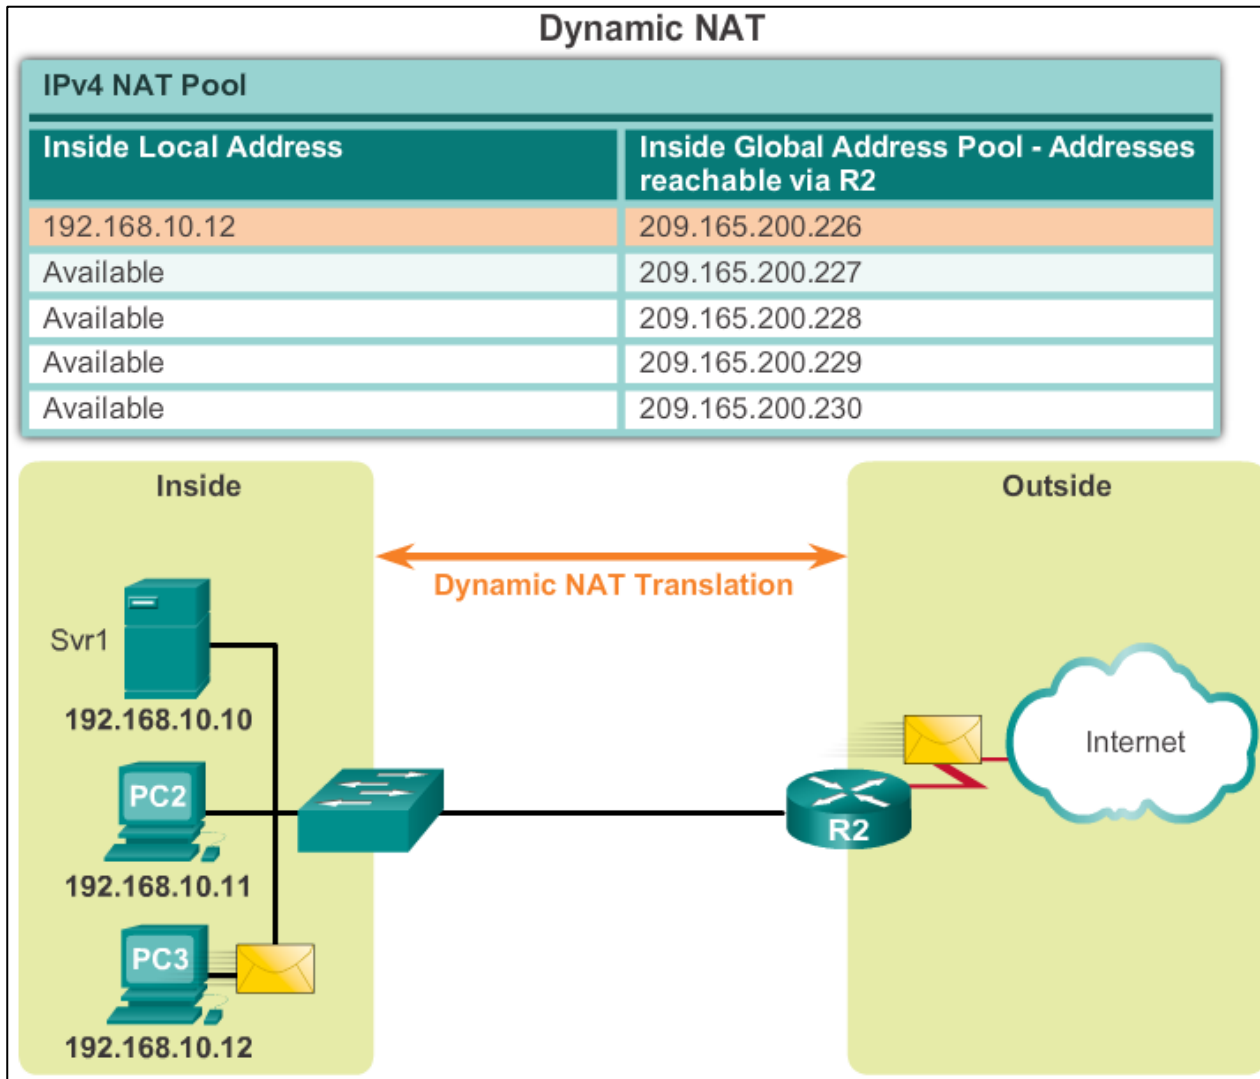 Dynamic NAT
IPv4 NAT Pool
Inside Local Address
Inside Global Address Pool - Addresses
reachable via R2
192.168.10.12
209.165.200.226
Available
209.165.200.227
Available
209.165.200.228
Available
209.165.200.229
Available
209.165.200.230
Inside
Outside
Dynamic NAT Translation
Svr1
192.168.10.10
Internet
PC2
R2
192.168.10.11
PC3
192.168.10.12